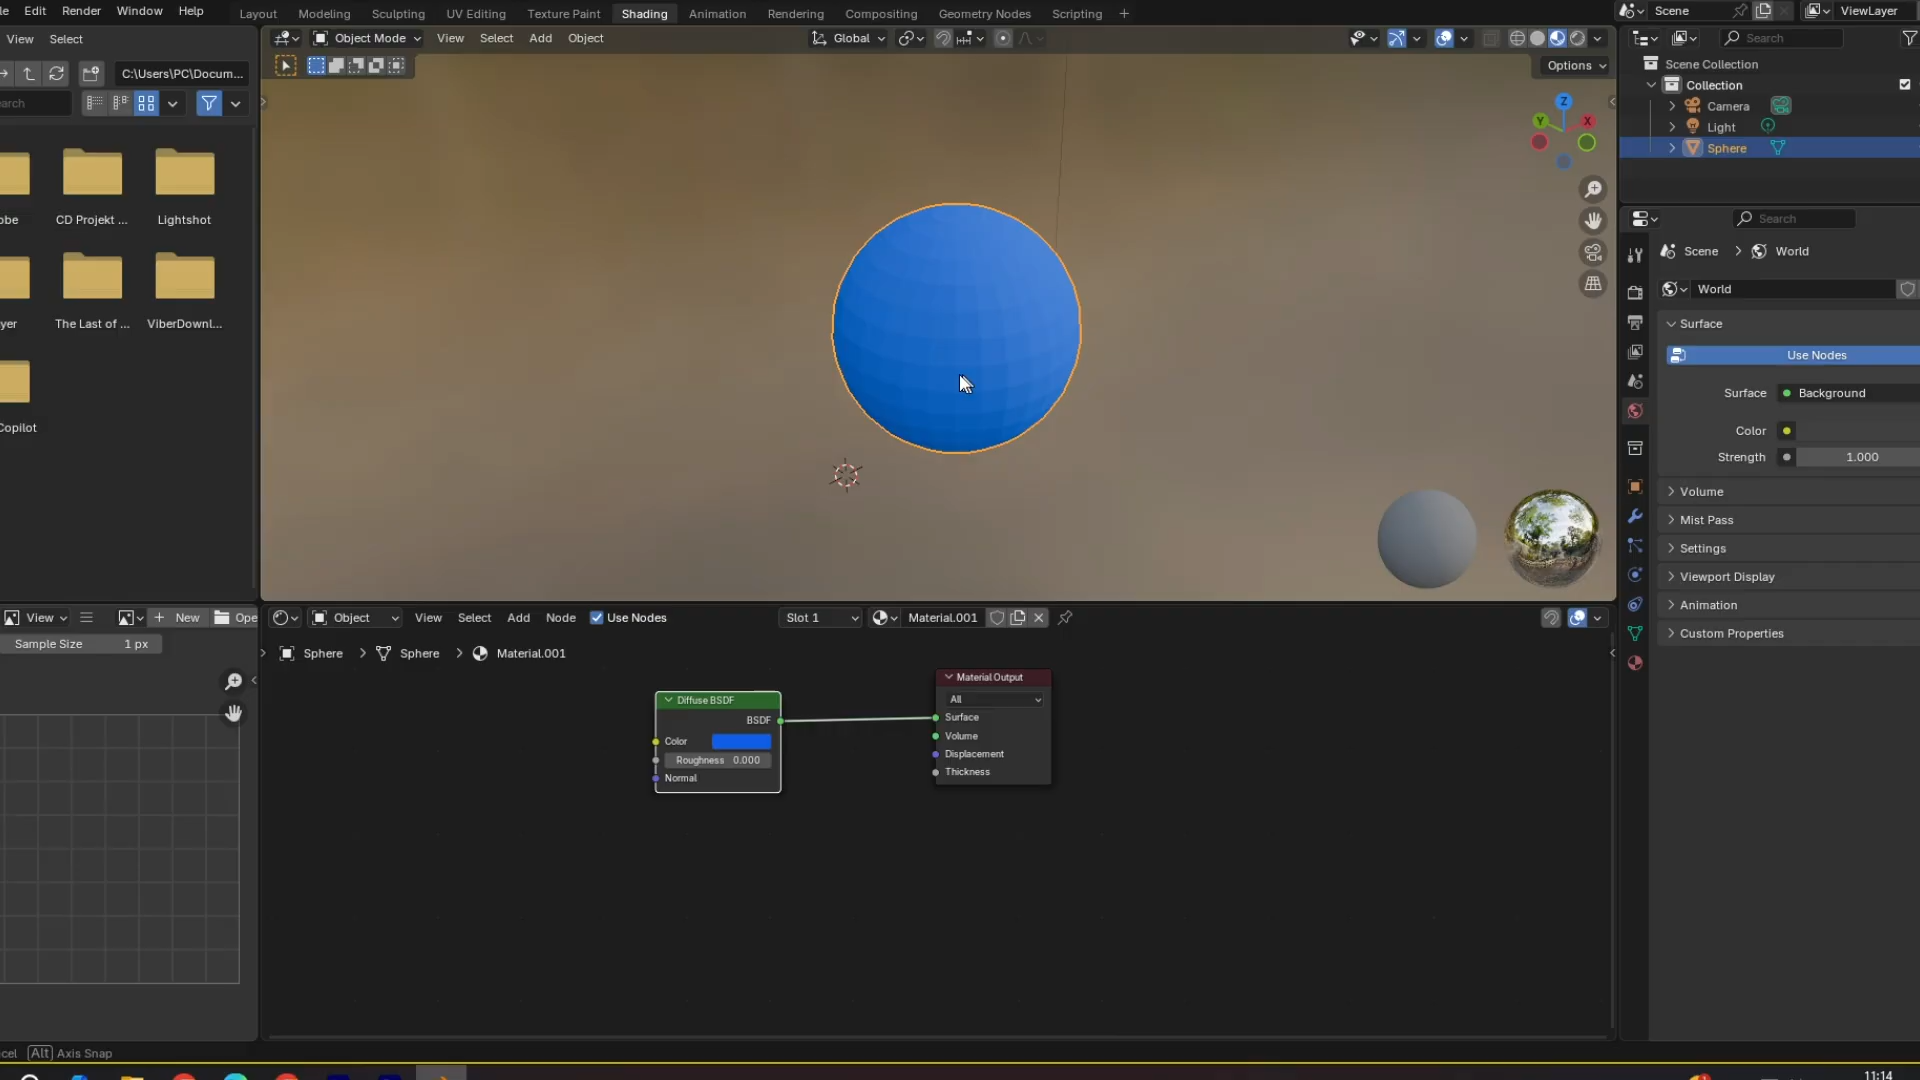 Edit Render Window Help
Layout Modeling Sculpting UV Editing Texture Paint Shading Animation Rendering Compositing Geometry Nodes Scripting
Scene
ViewLayer
View Select
Object Mode View Select Add Object
Global
Options
C:\Users\PC\Docum...
CD Projekt ...
Lightshot
The Last of ...
ViberDownl...
Copilot
Z
Y
X
Search
Scene Collection
Collection
Camera
Light
Sphere
Search
Scene > World
World
Surface
Use Nodes
Surface Background
Color
Strength 1.000
Volume
Mist Pass
Settings
Viewport Display
Animation
Custom Properties
View
New
Sample Size 1 px
Object View Select Add Node Use Nodes
Slot 1
Material.001
Sphere > Sphere > Material.001
Diffuse BSDF
BSDF
Color
Roughness 0.000
Normal
Material Output
All
Surface
Volume
Displacement
Thickness
Alt Axis Snap
11:14